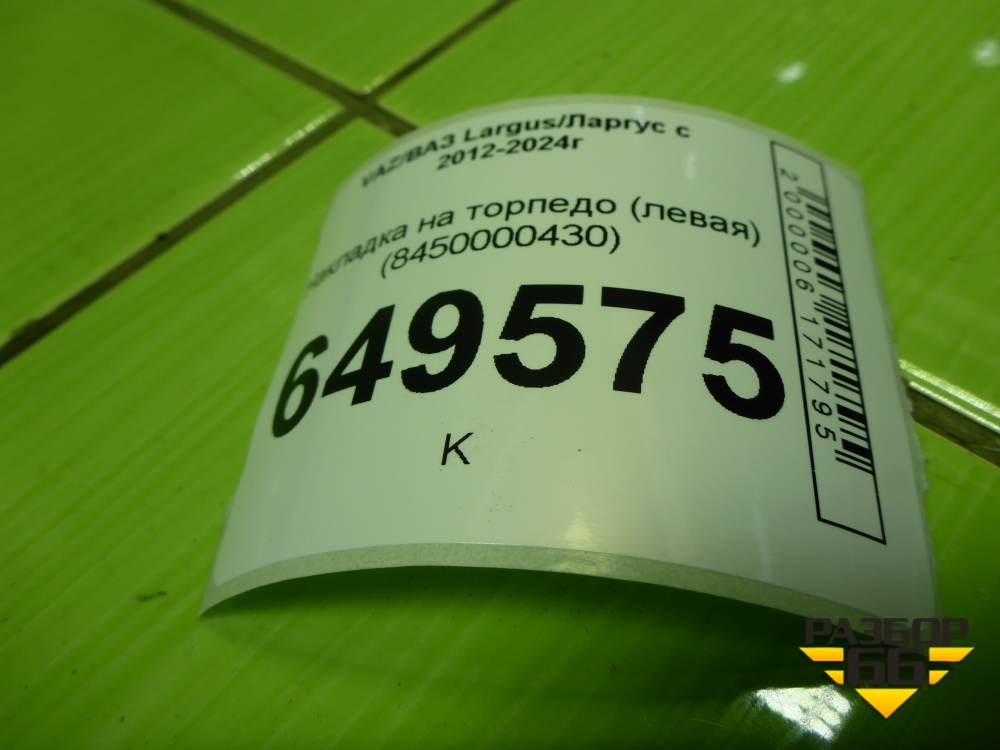 VAZ/ВАЗ Largus/Ларгус с
2012-2024г
накладка на торпедо (левая)
(8450000430)
649575
К
2000006171795
РАЗБОР
66